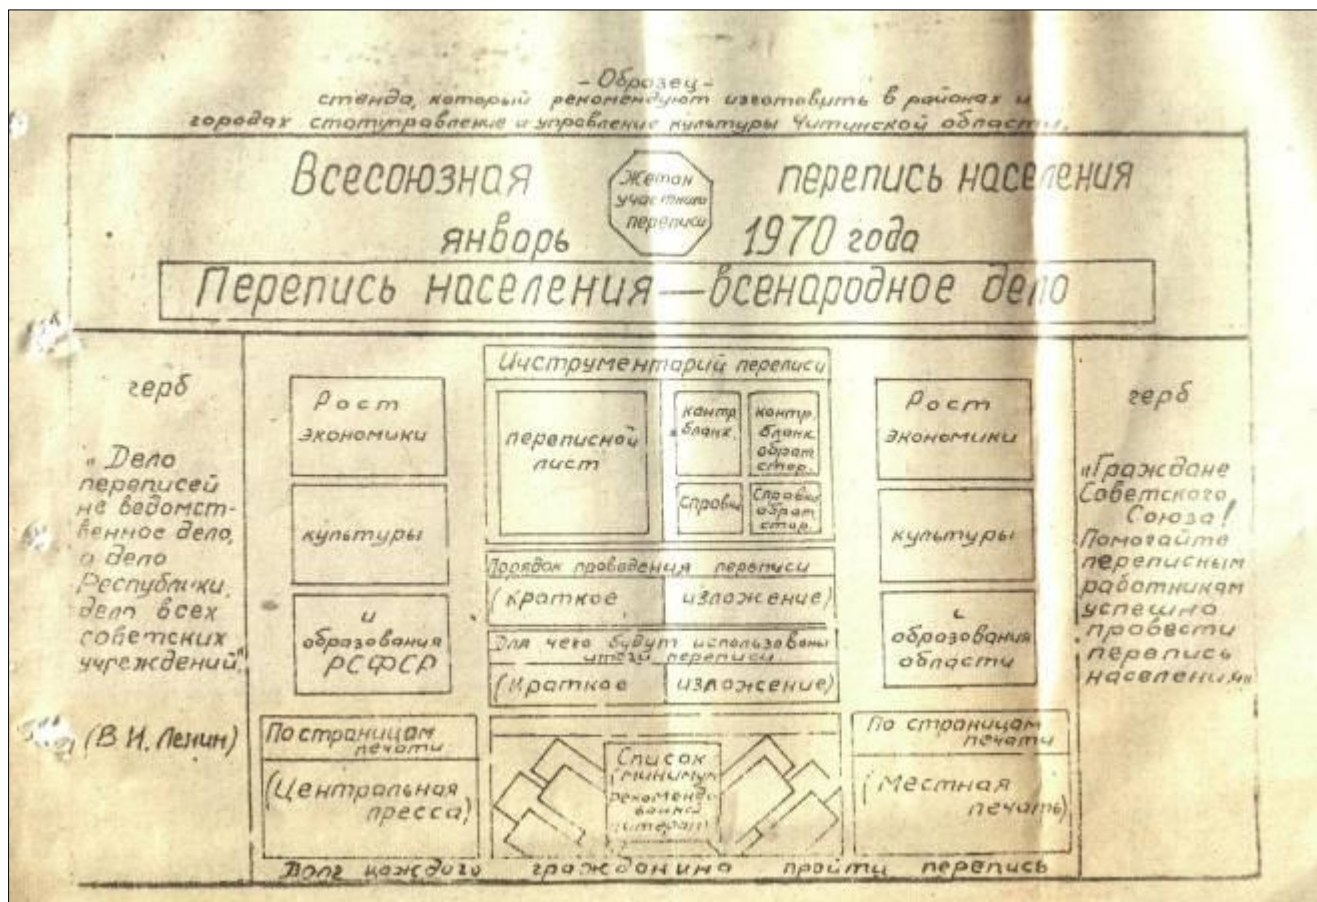 - Образец -
стенда, который рекомендуют изготовить в районах и
городах статуправление и управление культуры Читинской области.
Всесоюзная перепись населения
Жетон
участника
переписи
январь 1970 года
Перепись населения — всенародное дело
герб
"Дело
переписей
не ведомст-
венное дело,
а дело
Республики,
дело всех
советских
учреждений".
(В.И. Ленин)
Рост
экономики
культуры
и
образования
РСФСР
По страницам
печати
(Центральная
пресса)
Инструментарий переписи
переписной
лист
контр.
бланк.
контр.
бланк
обрат
стор.
Справка
Справка
обрат
стор.
Порядок проведения переписи
(краткое изложение)
Для чего будут использованы
итоги переписи
(Краткое изложение)
Список
(минимум
рекомендо
ванной
литерат
Рост
экономики
культуры
и
образования
области
По страницам
печати
(Местная
печать)
герб
"Граждане
Советского
Союза!
Помогайте
переписным
работникам
успешно
провести
перепись
населения"
Долг каждого гражданина пройти перепись